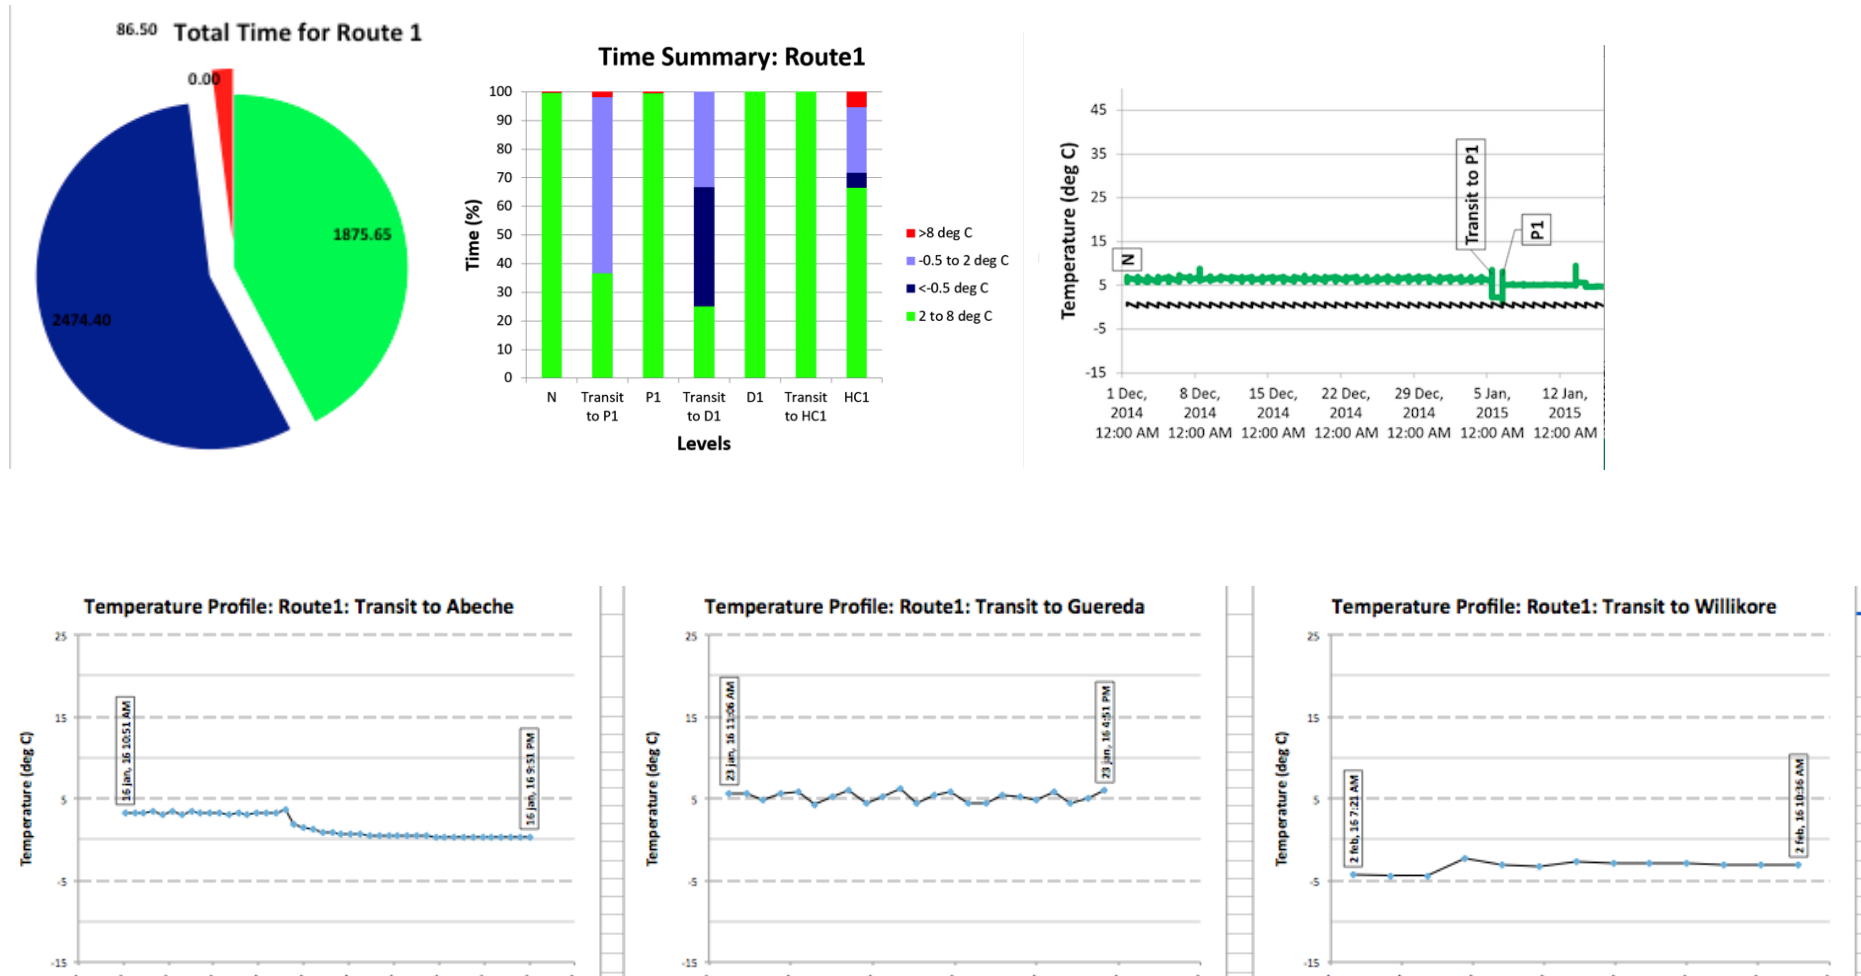 86.50
Total Time for Route 1
0.00
1875.65
2474.40
Time Summary: Route1
Time (%)
100
90
80
70
60
50
40
30
20
10
0
N
Transit to P1
P1
Transit to D1
D1
Transit to HC1
HC1
Levels
>8 deg C
-0.5 to 2 deg C
<-0.5 deg C
2 to 8 deg C
Temperature (deg C)
45
35
25
15
5
-5
-15
N
Transit to P1
P1
1 Dec, 2014 12:00 AM
8 Dec, 2014 12:00 AM
15 Dec, 2014 12:00 AM
22 Dec, 2014 12:00 AM
29 Dec, 2014 12:00 AM
5 Jan, 2015 12:00 AM
12 Jan, 2015 12:00 AM
Temperature Profile: Route1: Transit to Abeche
Temperature (deg C)
25
15
5
-5
-15
16 jan, 16 10:51 AM
16 jan, 16 9:51 PM
Temperature Profile: Route1: Transit to Guereda
Temperature (deg C)
25
15
5
-5
-15
23 jan, 16 11:06 AM
23 jan, 16 4:51 PM
Temperature Profile: Route1: Transit to Willikore
Temperature (deg C)
25
15
5
-5
-15
2 feb, 16 7:21 AM
2 feb, 16 10:36 AM